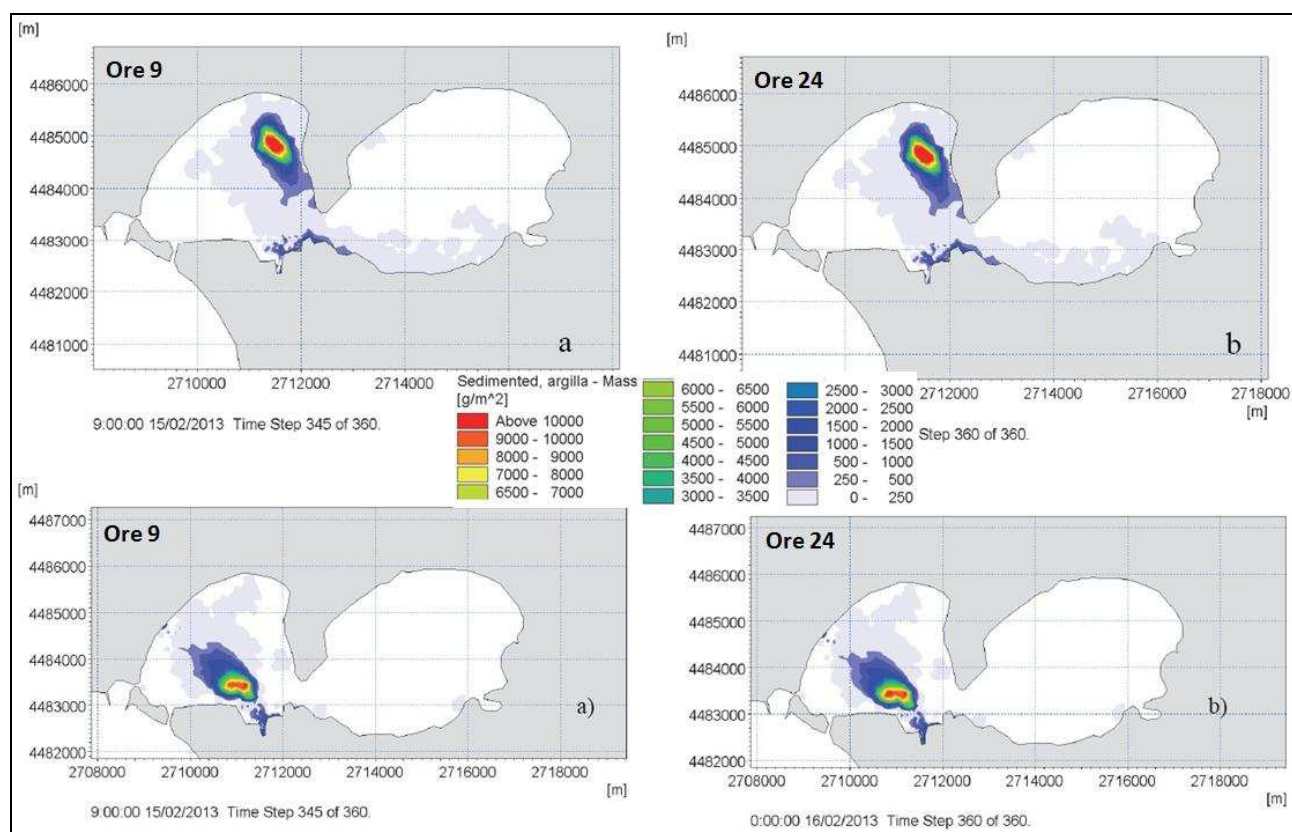 [m]
Ore 9
4486000
4485000
4484000
4483000
4482000
4481000
a
2710000 2712000 2714000
9:00:00 15/02/2013 Time Step 345 of 360.
[m]
Ore 24
4486000
4485000
4484000
4483000
4482000
4481000
b
2712000 2714000 2716000 2718000
[m]
Step 360 of 360.
Sedimented, argilla - Mass
[g/m^2]
Above 10000
9000 - 10000
8000 - 9000
7000 - 8000
6500 - 7000
6000 - 6500
5500 - 6000
5000 - 5500
4500 - 5000
4000 - 4500
3500 - 4000
3000 - 3500
2500 - 3000
2000 - 2500
1500 - 2000
1000 - 1500
500 - 1000
250 - 500
0 - 250
[m]
Ore 9
4487000
4486000
4485000
4484000
4483000
4482000
a)
2708000 2710000 2712000 2714000 2716000 2718000
[m]
9:00:00 15/02/2013 Time Step 345 of 360.
[m]
Ore 24
4487000
4486000
4485000
4484000
4483000
4482000
b)
2708000 2710000 2712000 2714000 2716000 2718000
[m]
0:00:00 16/02/2013 Time Step 360 of 360.